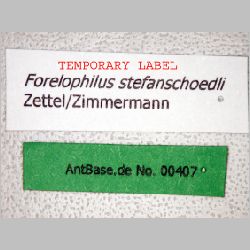 TEMPORARY LABEL
Forelophilus stefanschoedli
Zettel/Zimmermann
AntBase.de No. 00407